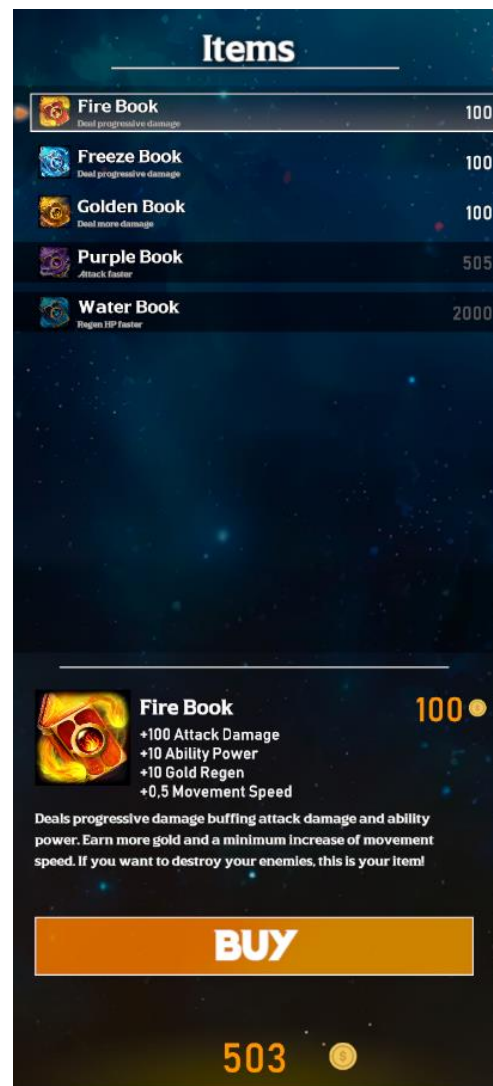 Items
Fire Book
Deal progressive damage
100
Freeze Book
Deal progressive damage
100
Golden Book
Deal more damage
100
Purple Book
Attack faster
505
Water Book
Regen HP faster
2000
Fire Book
100
+100 Attack Damage
+10 Ability Power
+10 Gold Regen
+0,5 Movement Speed
Deals progressive damage buffing attack damage and ability
power. Earn more gold and a minimum increase of movement
speed. If you want to destroy your enemies, this is your item!
BUY
503